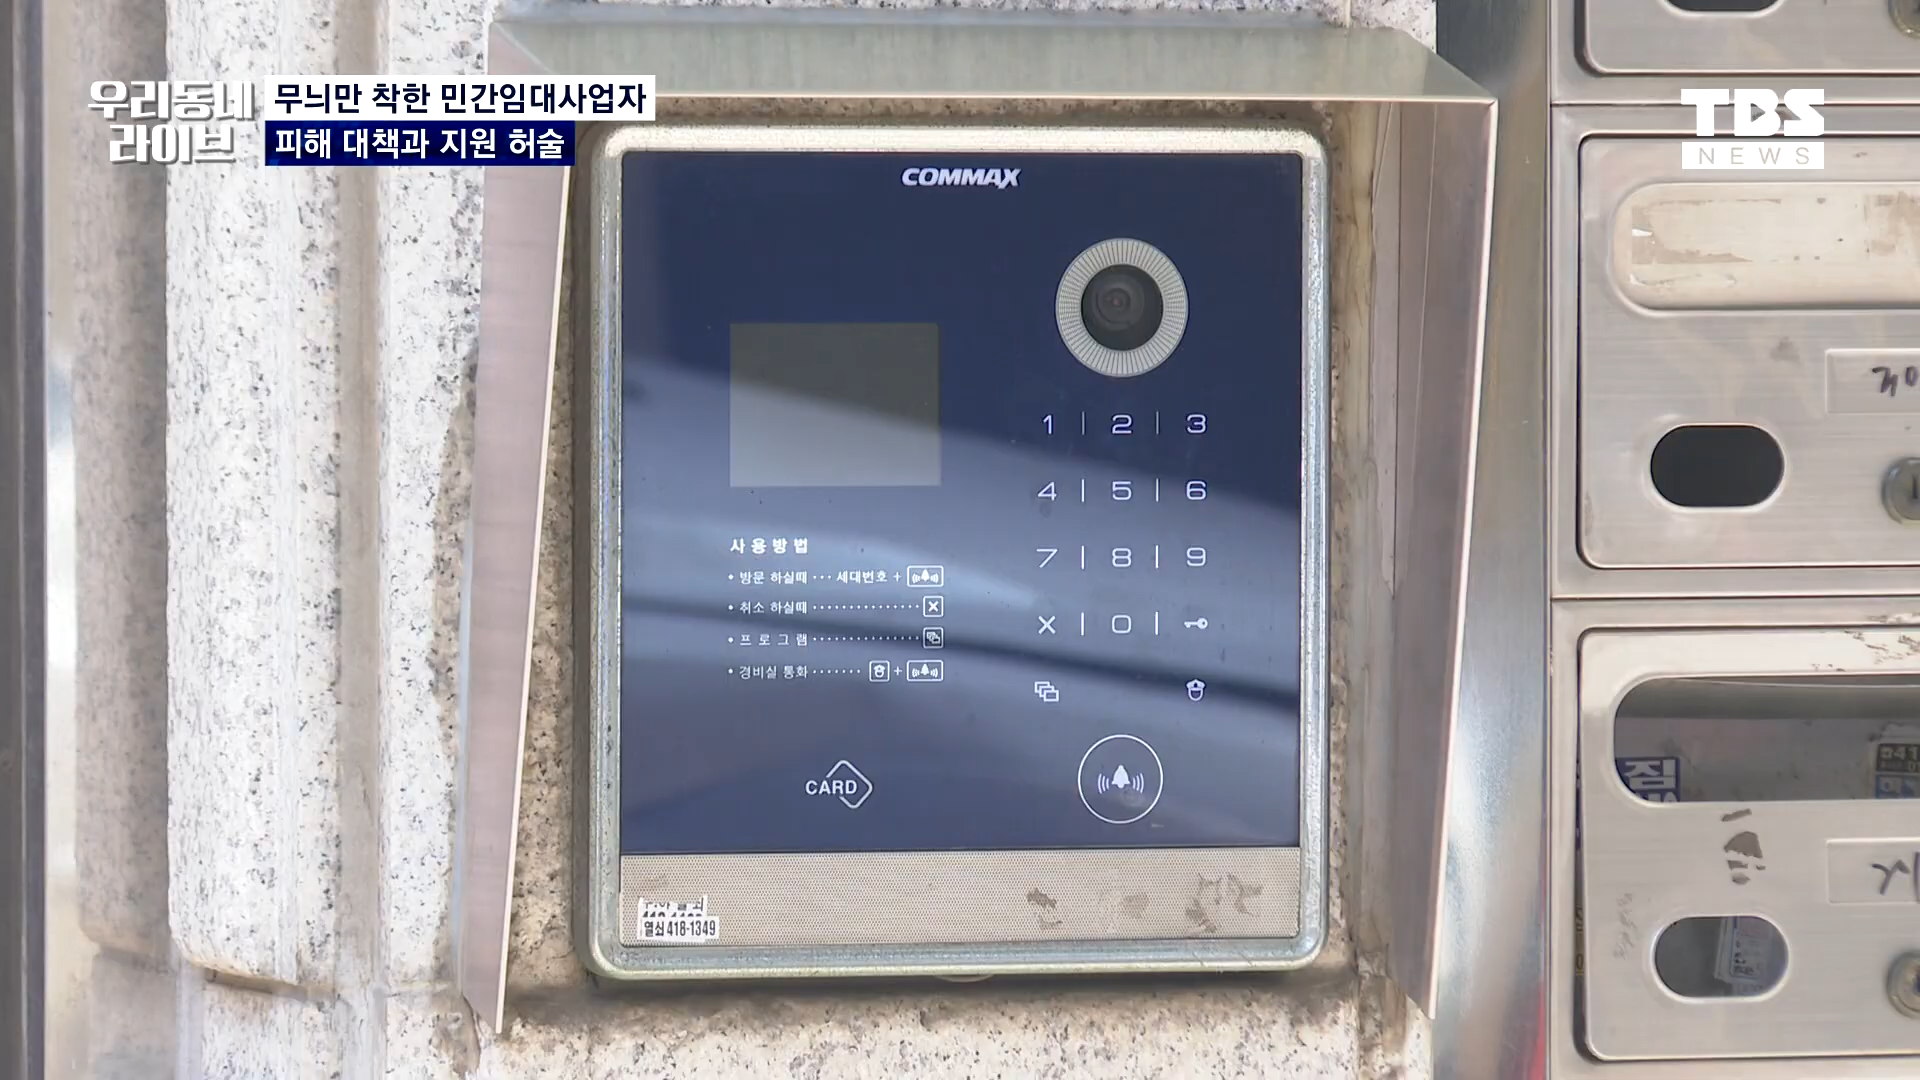 우리동네
라이브
무늬만 착한 민간임대사업자
피해 대책과 지원 허술
TBS
NEWS
COMMAX
1 | 2 | 3
4 | 5 | 6
7 | 8 | 9
X | 0 |
사용방법
• 방문 하실때 ··· 세대번호 +
• 취소 하실때 ·············· X
• 프로그램 ··············
• 경비실 통화 ······· +
CARD
열쇠 418-1349
짐